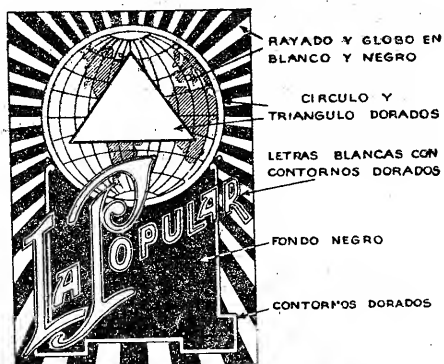 RAYADO Y GLOBO EN
BLANCO Y NEGRO
CIRCULO Y
TRIANGULO DORADOS
LETRAS BLANCAS CON
CONTORNOS DORADOS
FONDO NEGRO
CONTORNOS DORADOS
LA POPULAR